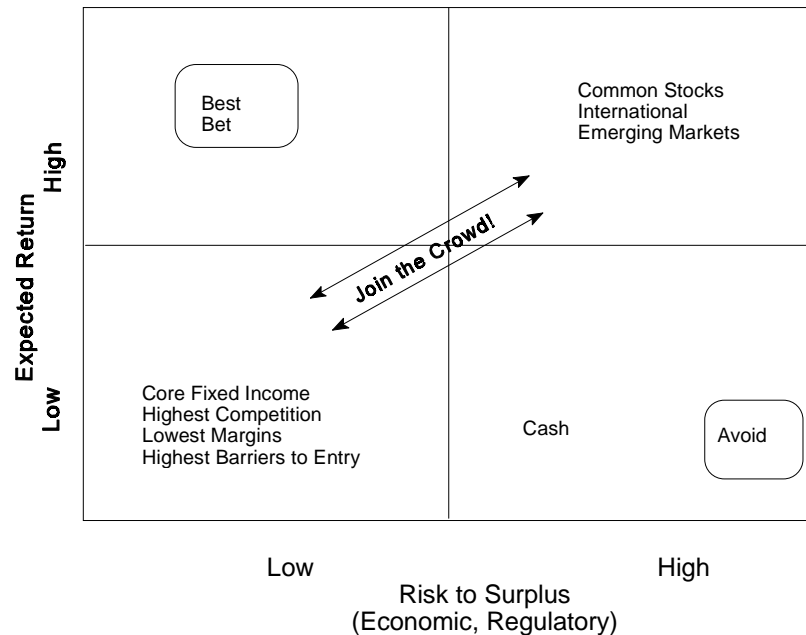 Best
Bet
Common Stocks
International
Emerging Markets
High
Expected Return
Low
Join the Crowd!
Core Fixed Income
Highest Competition
Lowest Margins
Highest Barriers to Entry
Cash
Avoid
Low
High
Risk to Surplus
(Economic, Regulatory)